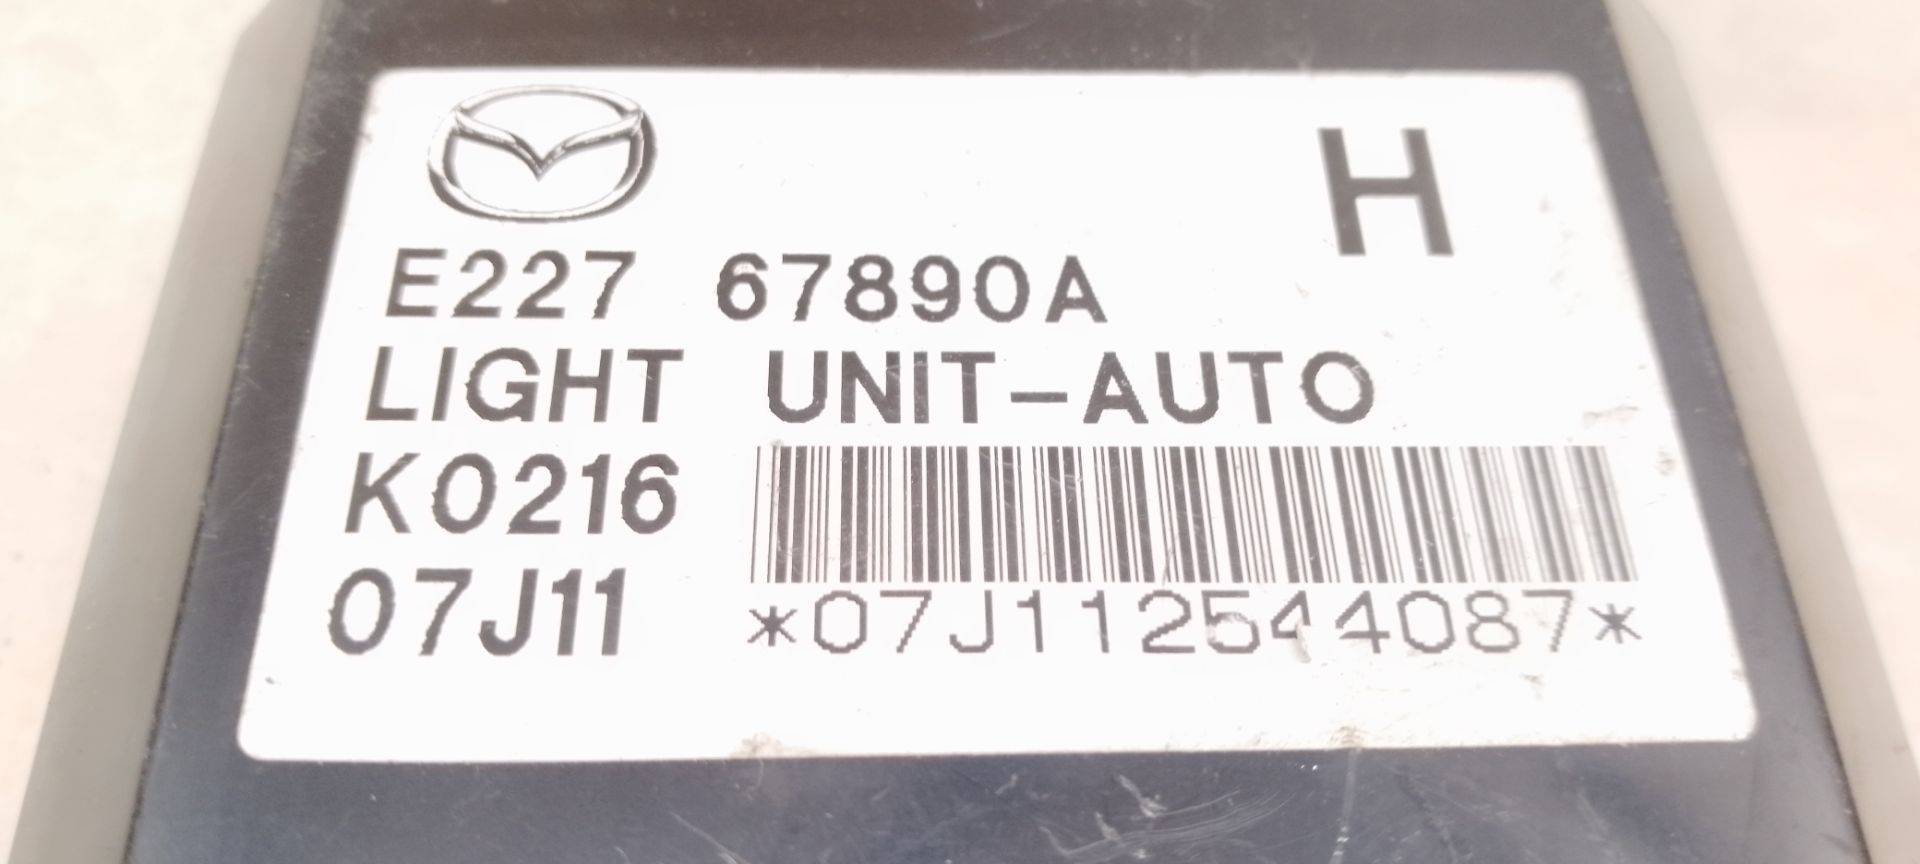 H
E227 67890A
LIGHT UNIT-AUTO
K0216
07J11
*07J112544087*